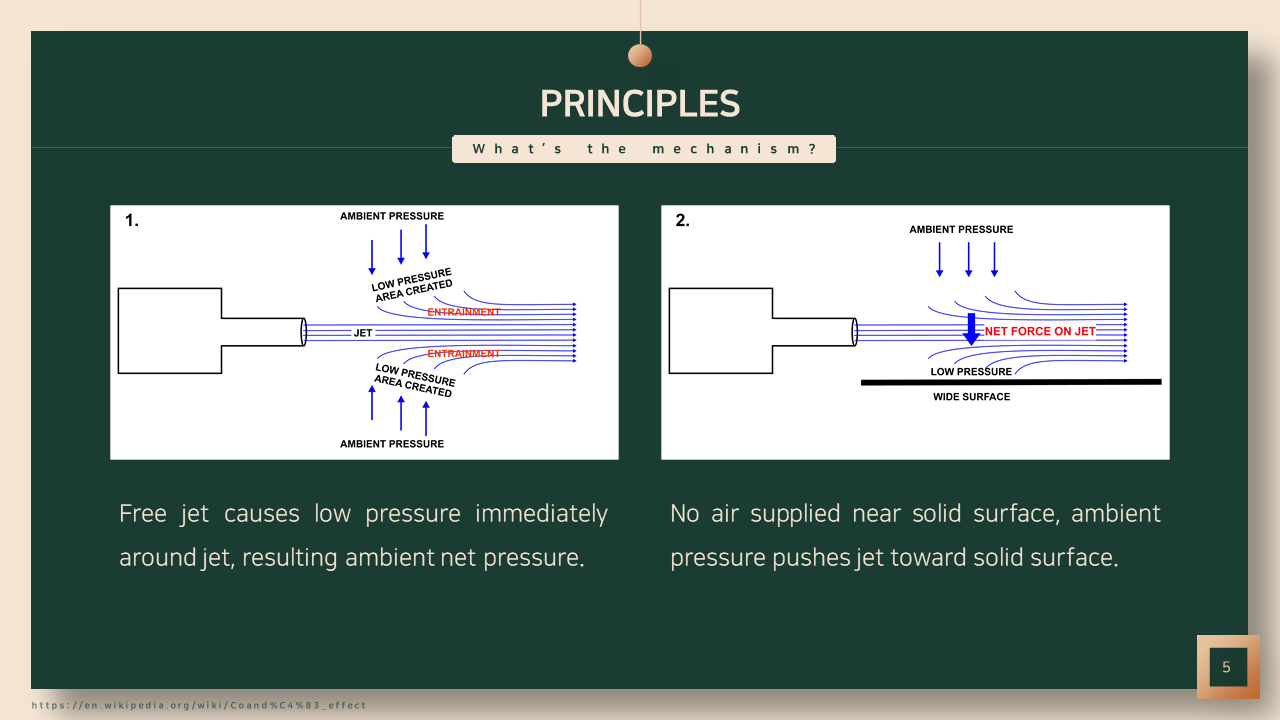 PRINCIPLES
What’s the mechanism?
1.
AMBIENT PRESSURE
LOW PRESSURE
AREA CREATED
ENTRAINMENT
JET
ENTRAINMENT
LOW PRESSURE
AREA CREATED
AMBIENT PRESSURE
2.
AMBIENT PRESSURE
NET FORCE ON JET
LOW PRESSURE
WIDE SURFACE
Free jet causes low pressure immediately
around jet, resulting ambient net pressure.
No air supplied near solid surface, ambient
pressure pushes jet toward solid surface.
5
https://en.wikipedia.org/wiki/Coand%C4%83_effect